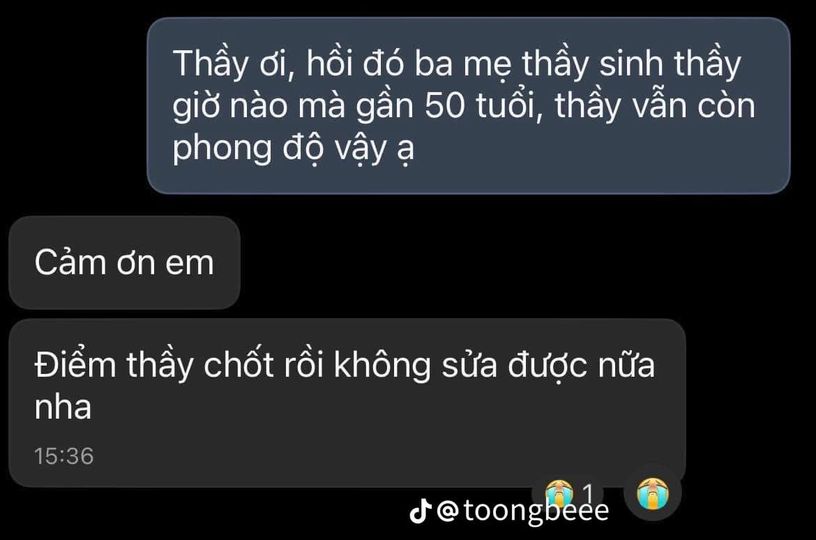 Thầy ơi, hồi đó ba mẹ thầy sinh thầy
giờ nào mà gần 50 tuổi, thầy vẫn còn
phong độ vậy ạ
Cảm ơn em
Điểm thầy chốt rồi không sửa được nữa
nha
15:36
1
@toongbeee